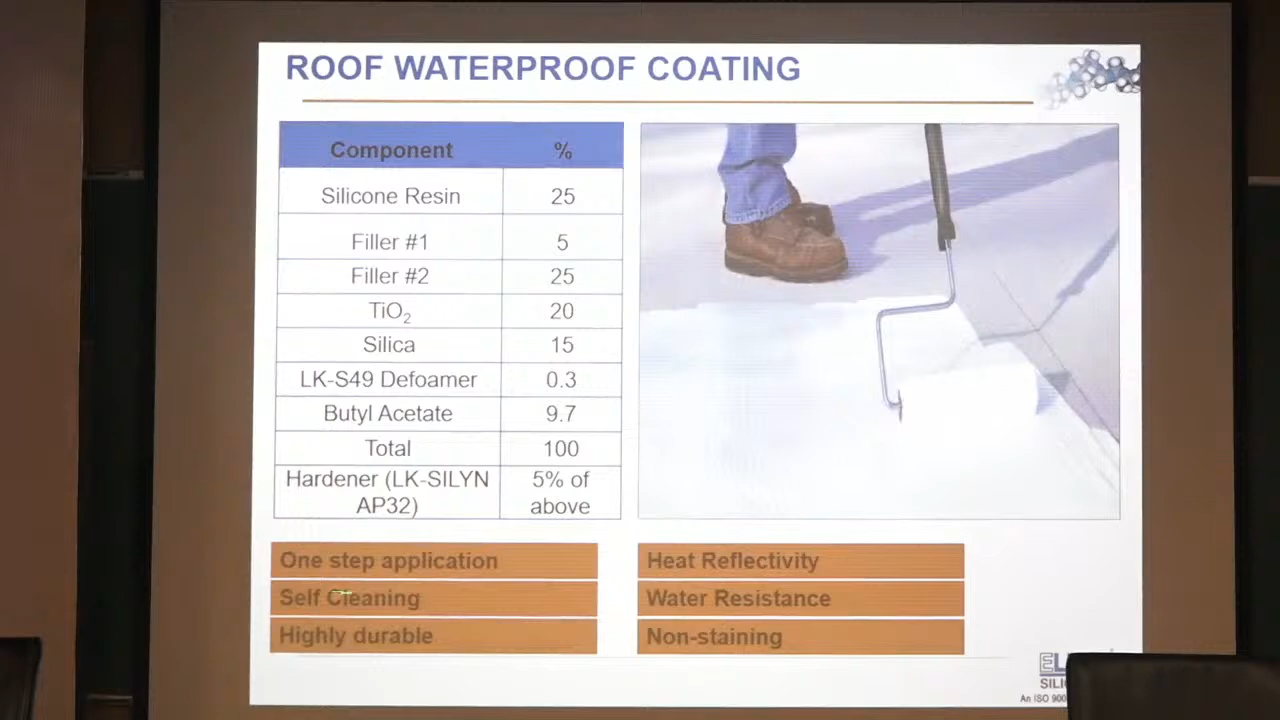 ROOF WATERPROOF COATING
Component %
Silicone Resin 25
Filler #1 5
Filler #2 25
TiO₂ 20
Silica 15
LK-S49 Defoamer 0.3
Butyl Acetate 9.7
Total 100
Hardener (LK-SILYN 5% of
AP32) above
One step application Heat Reflectivity
Self Cleaning Water Resistance
Highly durable Non-staining
An ISO